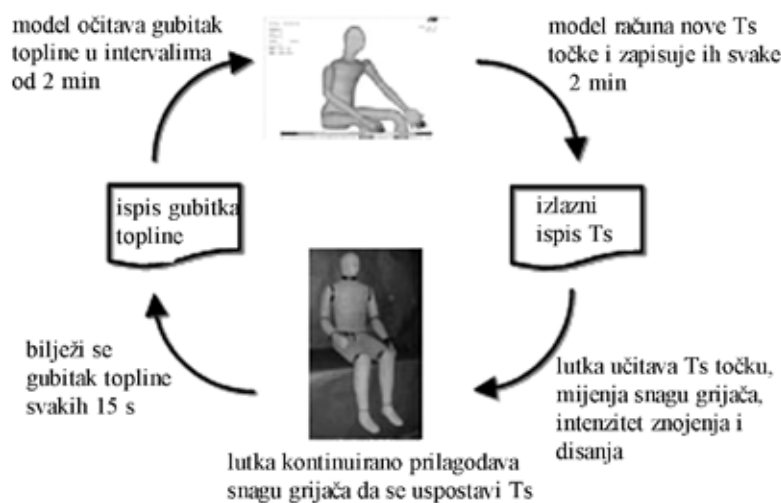 model očitava gubitak
topline u intervalima
od 2 min
model računa nove Ts
točke i zapisuje ih svake
2 min
ispis gubitka
topline
izlazni
ispis Ts
bilježi se
gubitak topline
svakih 15 s
lutka učitava Ts točku,
mijenja snagu grijača,
intenzitet znojenja i
disanja
lutka kontinuirano prilagodava
snagu grijača da se uspostavi Ts